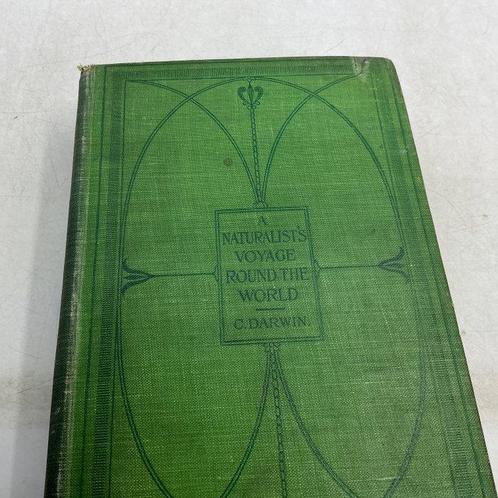 A
NATURALIST'S
VOYAGE
ROUND THE
WORLD
C. DARWIN.